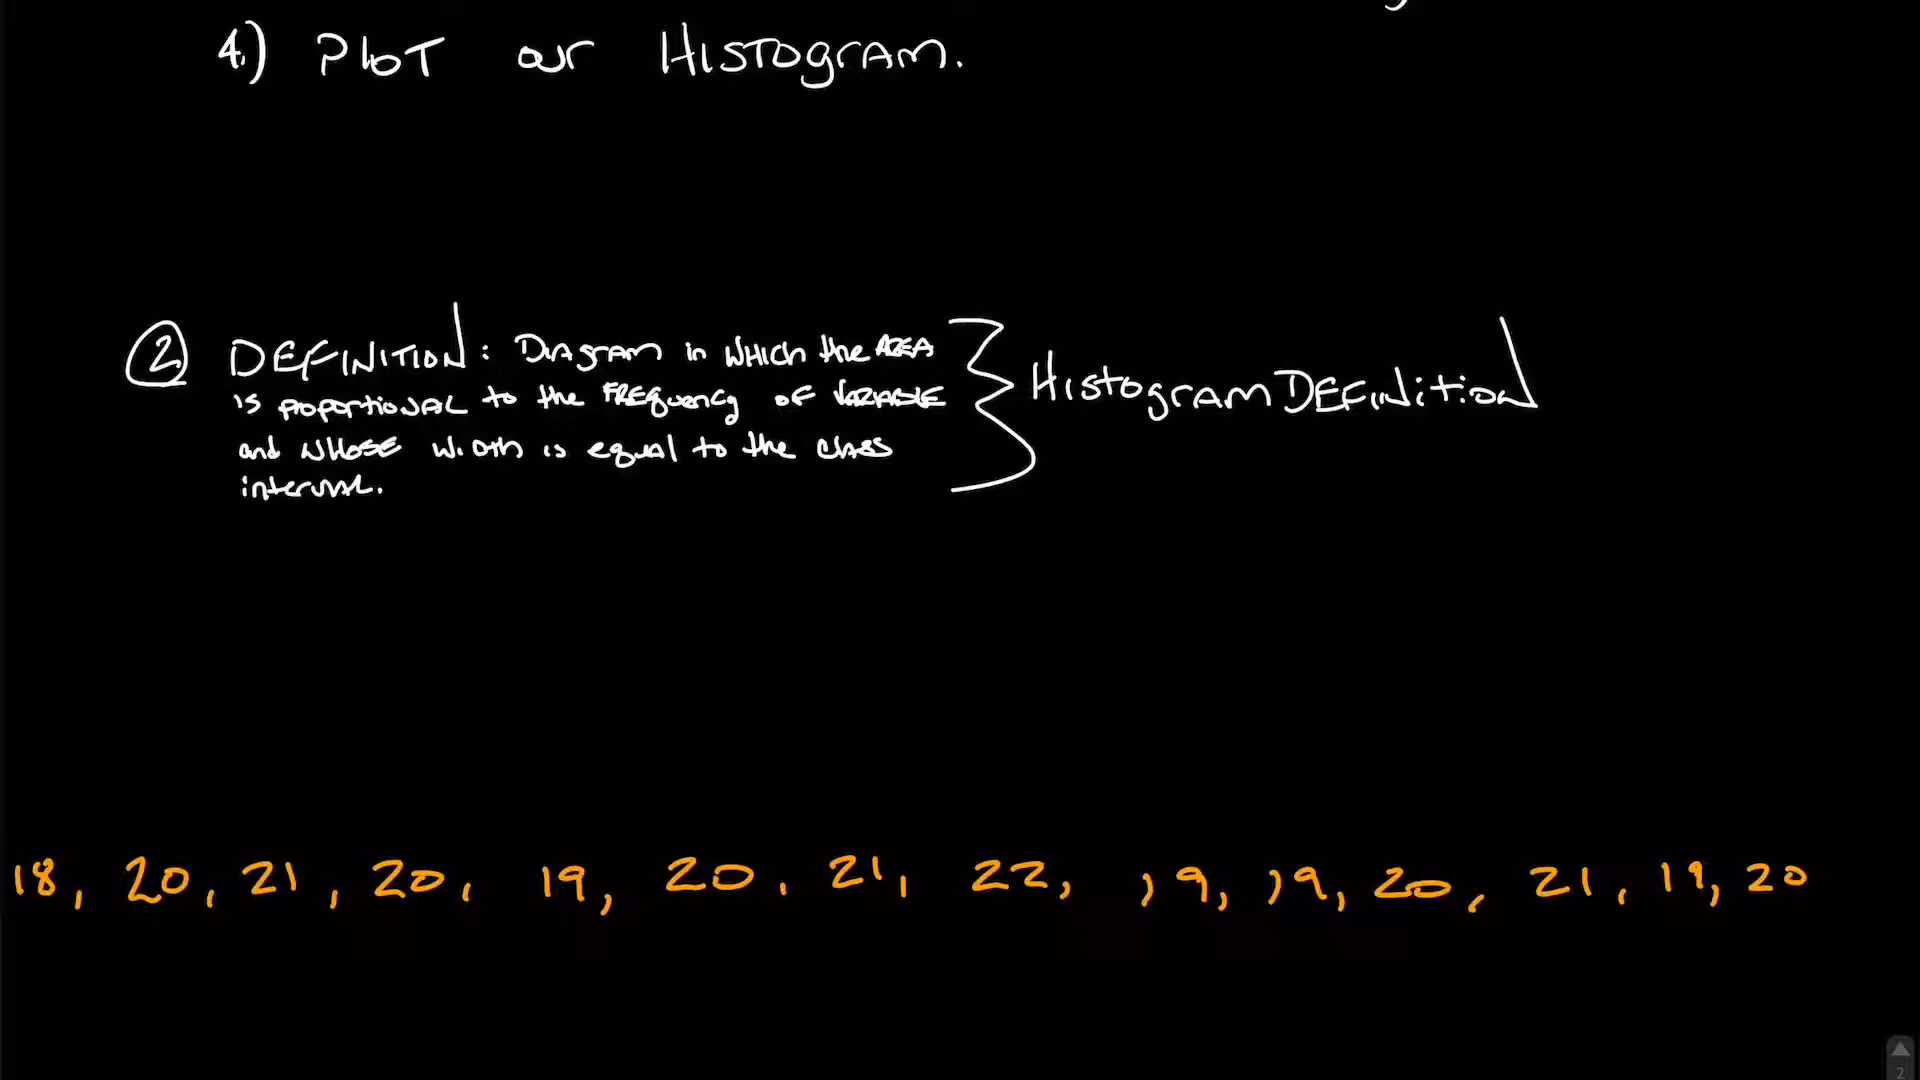 4.) Plot our Histogram.
② DEFINITION: Diagram in which the AREA
is proportional to the Frequency of Variable
and whose width is equal to the class
interval.
Histogram DEFinition
18, 20, 21, 20, 19, 20, 21, 22, 19, 19, 20, 21, 19, 20
2